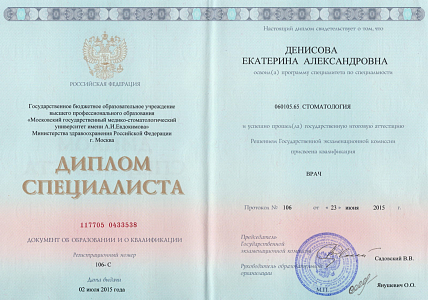 РОССИЙСКАЯ ФЕДЕРАЦИЯ
Государственное бюджетное образовательное учреждение
высшего профессионального образования
«Московский государственный медико-стоматологический
университет имени А.И.Евдокимова»
Министерства здравоохранения Российской Федерации
г. Москва
ДИПЛОМ
СПЕЦИАЛИСТА
117705 0433538
ДОКУМЕНТ ОБ ОБРАЗОВАНИИ И О КВАЛИФИКАЦИИ
Регистрационный номер
106- С
Дата выдачи
02 июля 2015 года
Настоящий диплом свидетельствует о том, что
ДЕНИСОВА
ЕКАТЕРИНА АЛЕКСАНДРОВНА
освоил(а) программу специалитета по специальности
060105.65 СТОМАТОЛОГИЯ
и успешно прошел(ла) государственную итоговую аттестацию
Решением Государственной экзаменационной комиссии
присвоена квалификация
ВРАЧ
Протокол № 106 от « 23 » июня 2015 г.
Председатель
Государственной
экзаменационной комиссии
Садовский В.В.
Руководитель образовательной
организации
Янушевич О.О.
М.П.